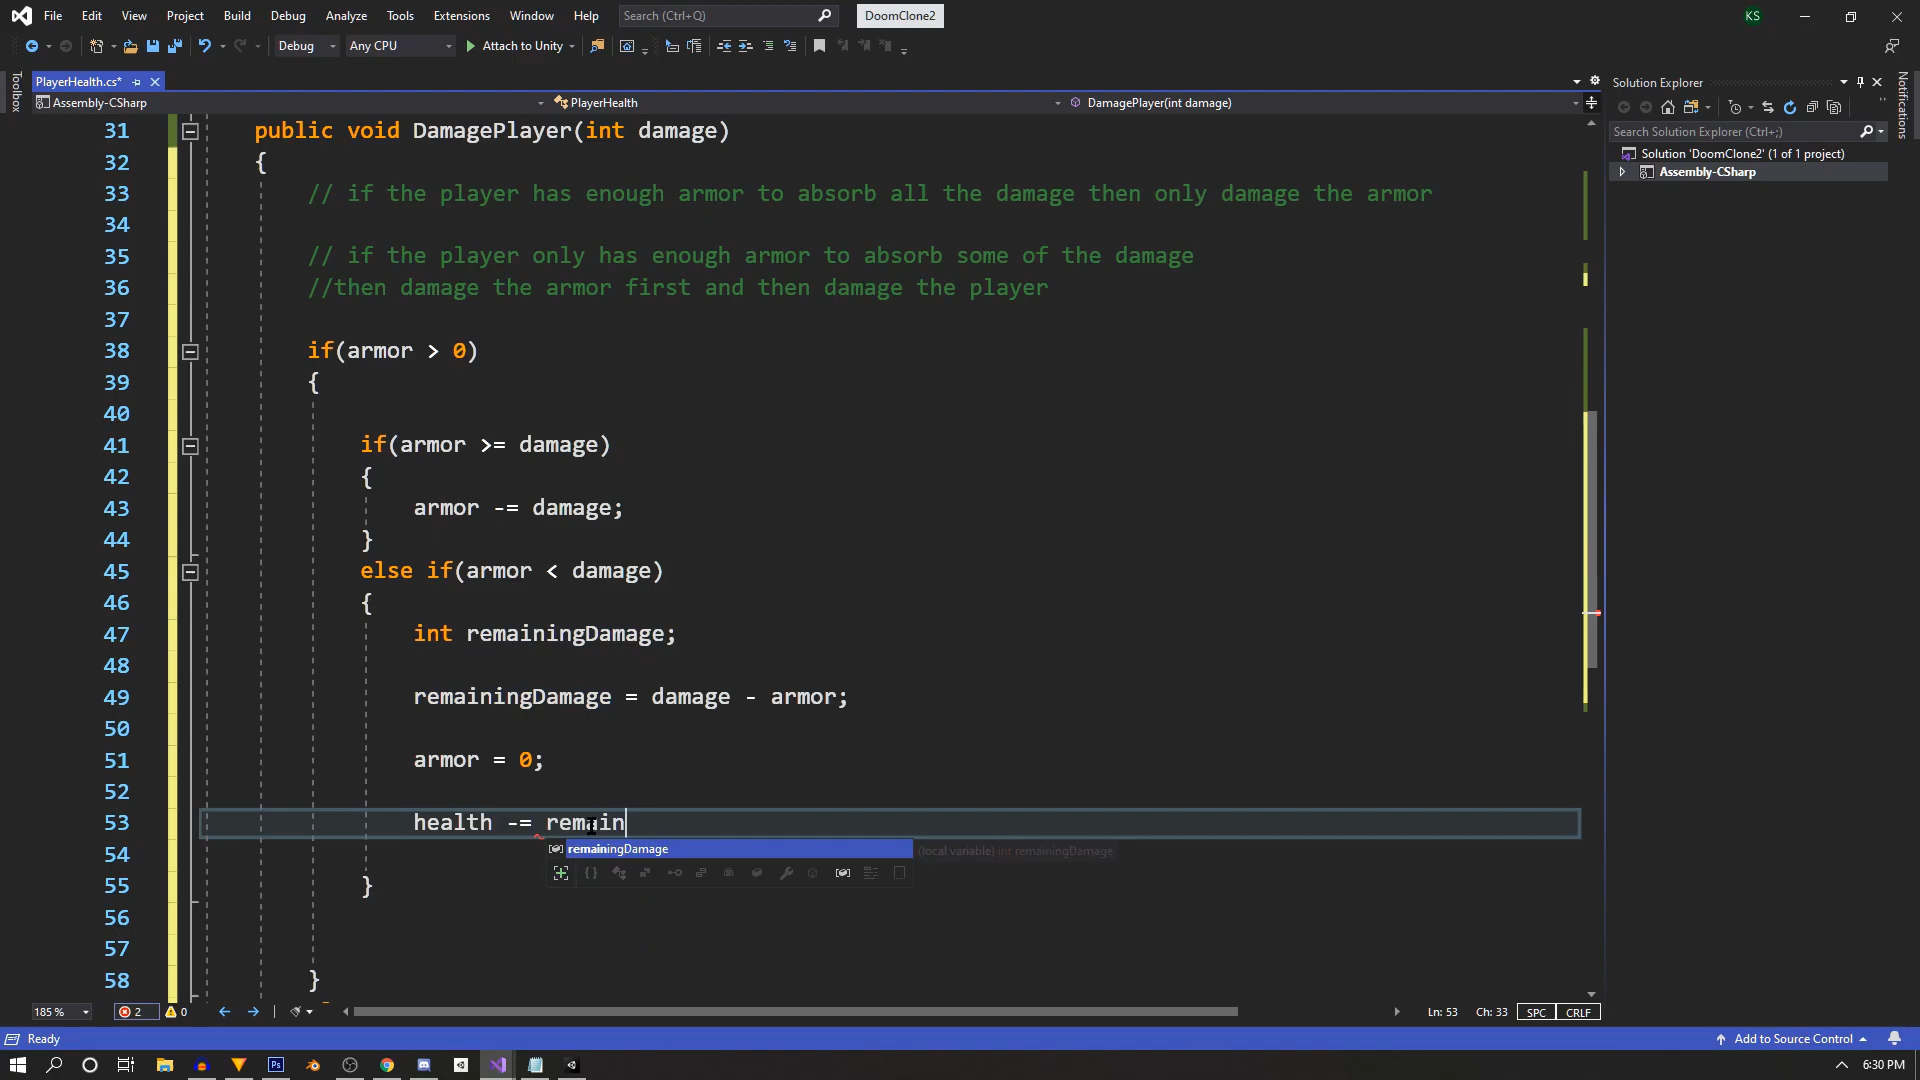 File Edit View Project Build Debug Analyze Tools Extensions Window Help Search (Ctrl+Q) DoomClone2 KS
Debug Any CPU Attach to Unity
Toolbox
PlayerHealth.cs*
Assembly-CSharp PlayerHealth DamagePlayer(int damage)
31 public void DamagePlayer(int damage)
32 {
33 // if the player has enough armor to absorb all the damage then only damage the armor
34
35 // if the player only has enough armor to absorb some of the damage
36 //then damage the armor first and then damage the player
37
38 if(armor > 0)
39 {
40
41 if(armor >= damage)
42 {
43 armor -= damage;
44 }
45 else if(armor < damage)
46 {
47 int remainingDamage;
48
49 remainingDamage = damage - armor;
50
51 armor = 0;
52
53 health -= remain
remainingDamage (local variable) int remainingDamage
54
55 }
56
57
58 }
Solution Explorer
Search Solution Explorer (Ctrl+;)
Solution 'DoomClone2' (1 of 1 project)
Assembly-CSharp
Notifications
185 % 2 0 Ln: 53 Ch: 33 SPC CRLF
Ready Add to Source Control
Ps 6:30 PM